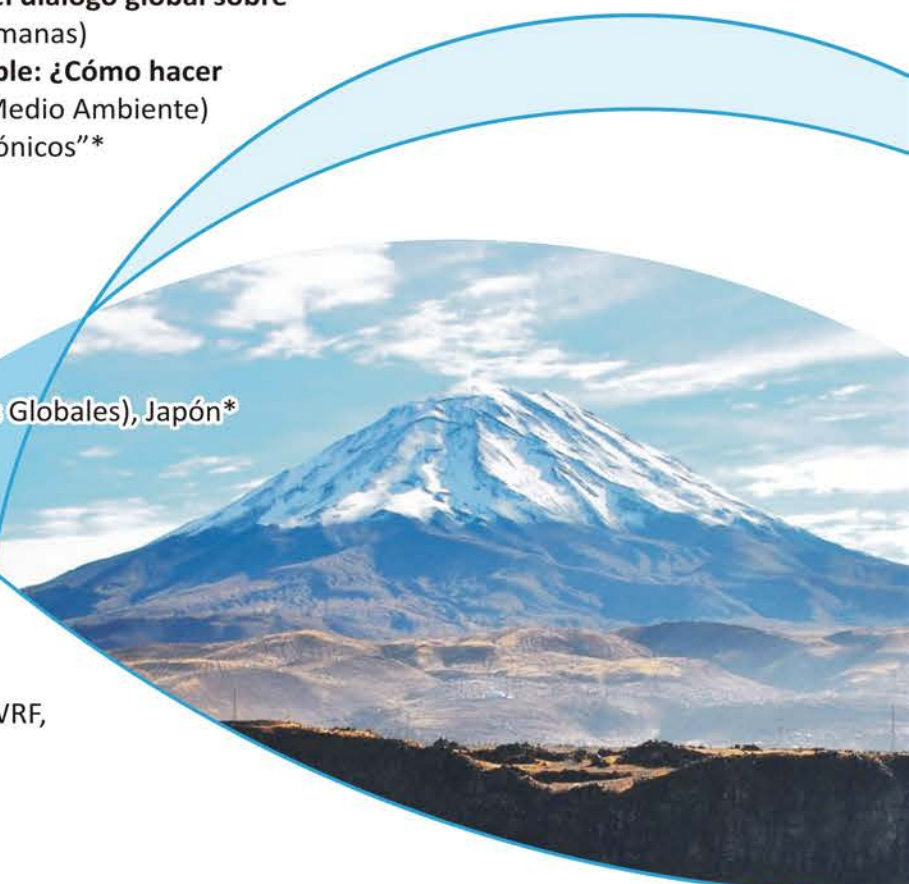 el diálogo global sobre
manas)
ble: ¿Cómo hacer
Medio Ambiente)
ónicos”*
Globales), Japón*
VRF,